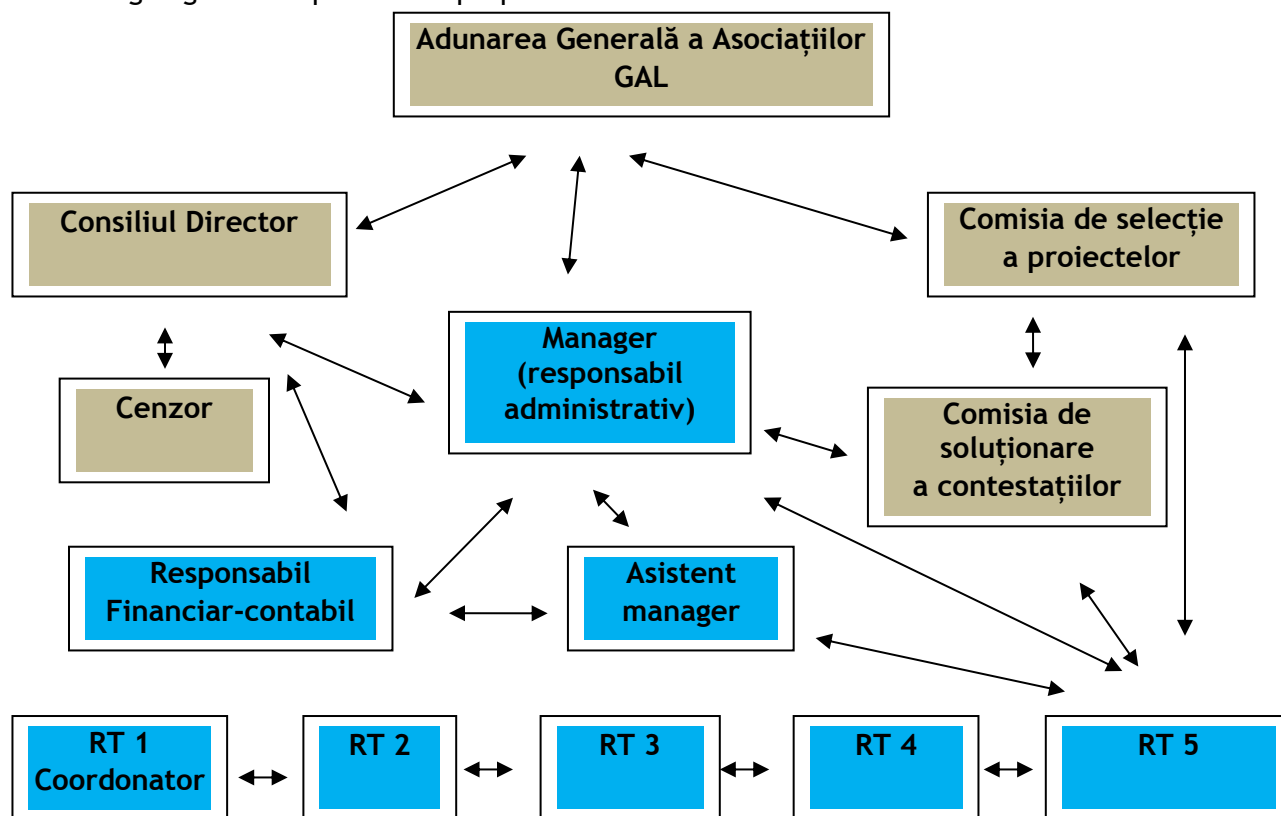 Adunarea Generală a Asociațiilor
GAL
Consiliul Director
Comisia de selecție
a proiectelor
Manager
(responsabil
administrativ)
Cenzor
Comisia de
soluționare
a contestațiilor
Responsabil
Financiar-contabil
Asistent
manager
RT 1
Coordonator
RT 2
RT 3
RT 4
RT 5